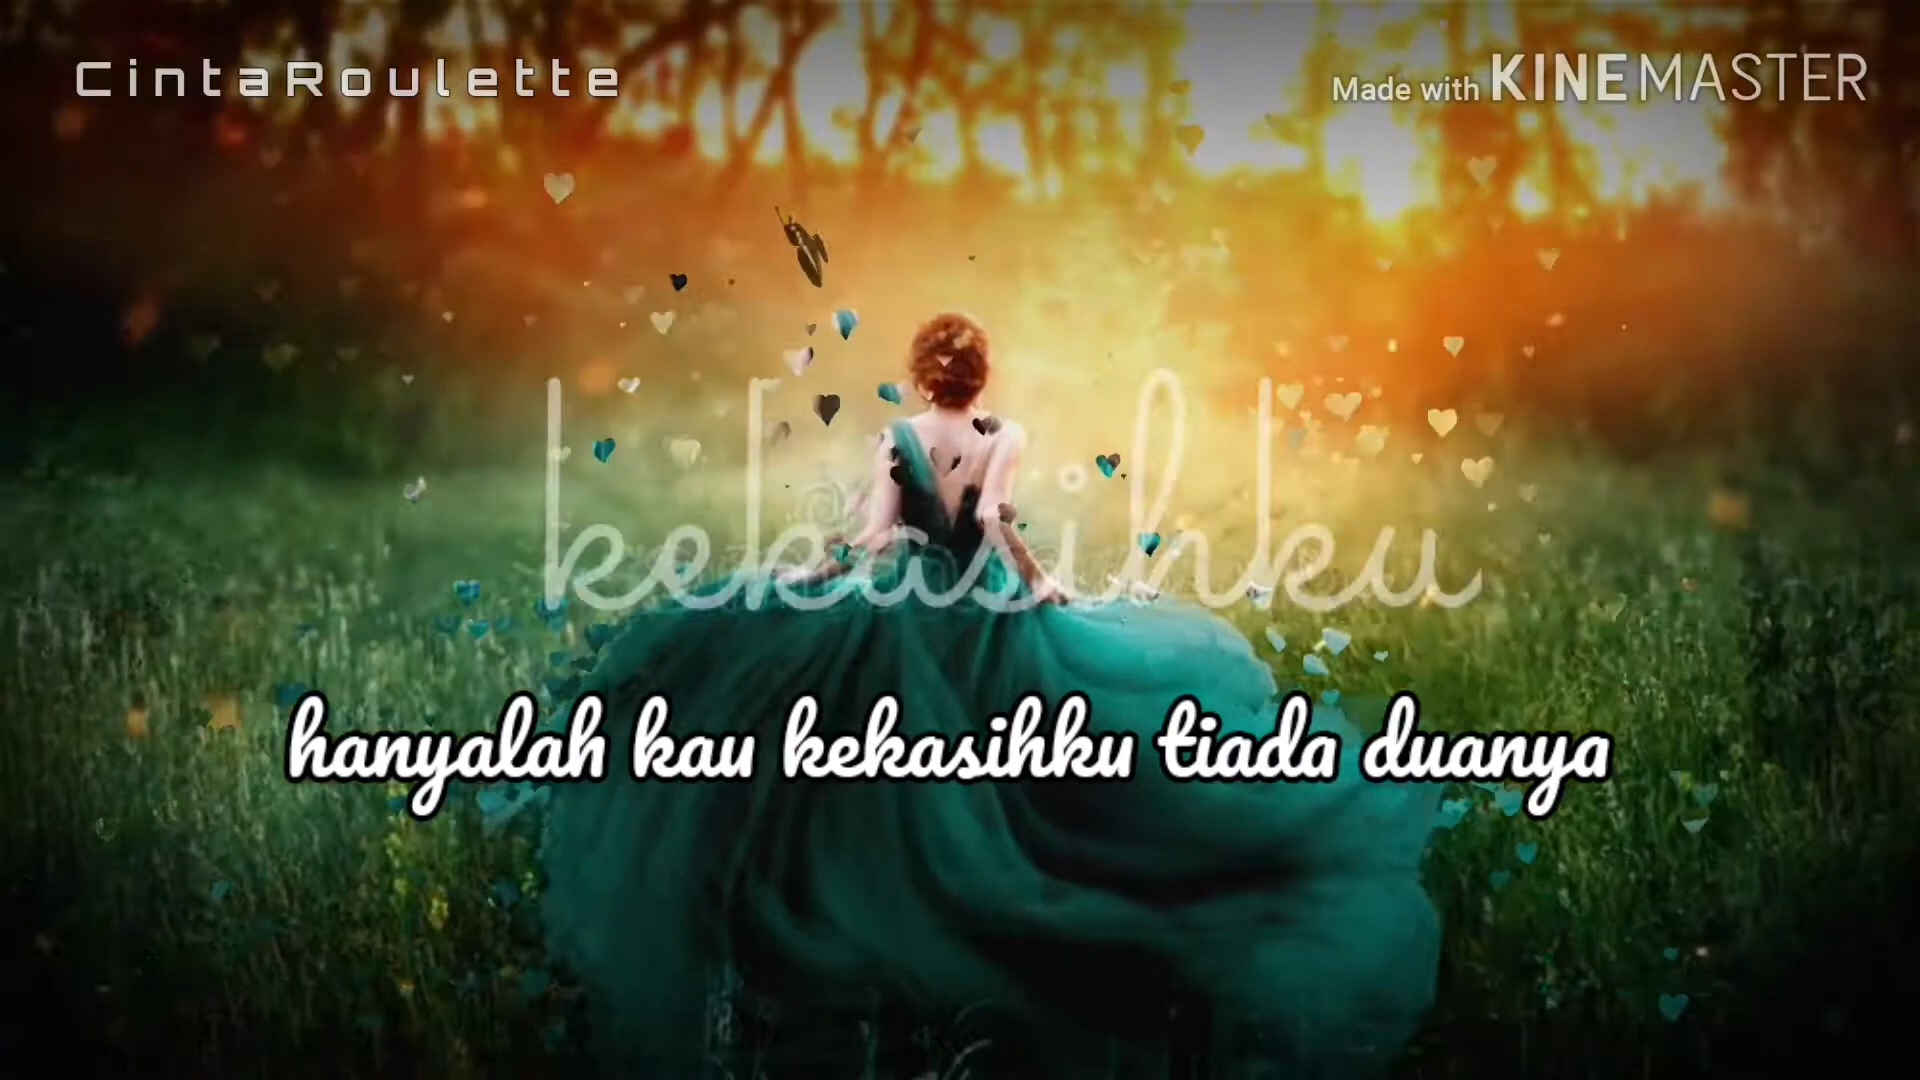 CintaRoulette
Made with KINEMASTER
kekasihku
hanyalah kau kekasihku tiada duanya